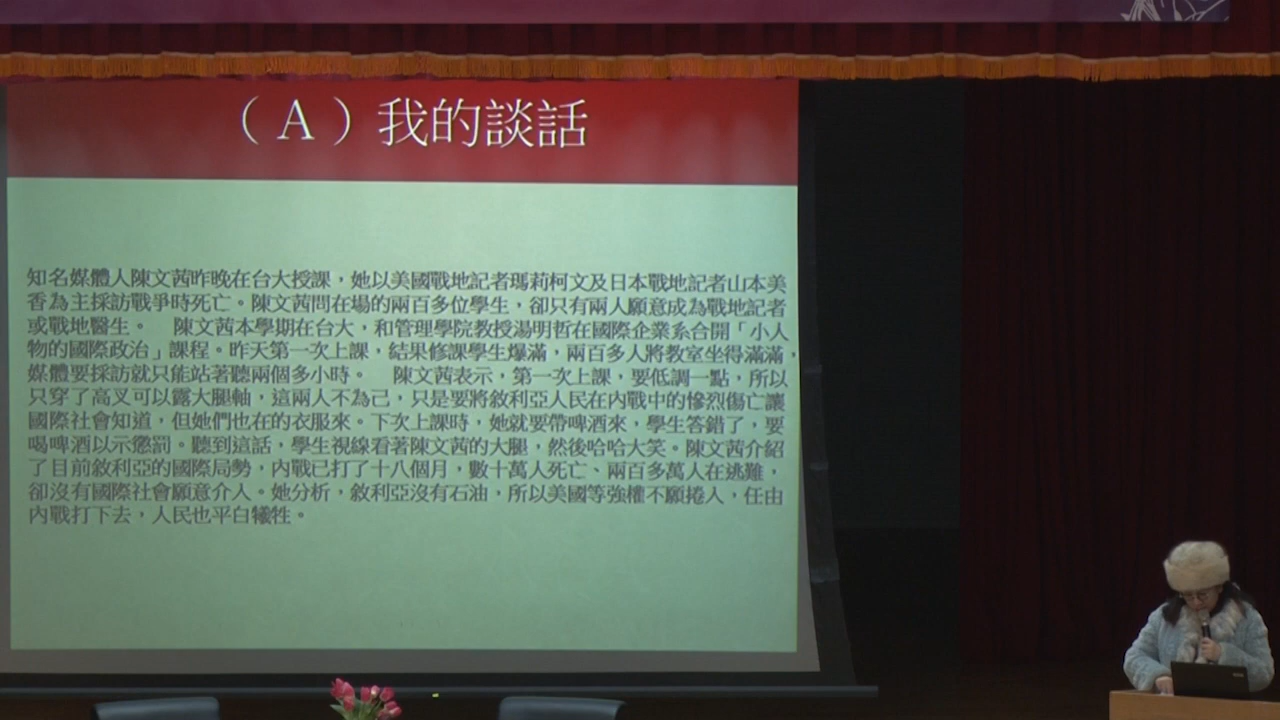 （Ａ）我的談話
知名媒體人陳文茜昨晚在台大授課，她以美國戰地記者瑪莉柯文及日本戰地記者山本美
香為主採訪戰爭時死亡。陳文茜問在場的兩百多位學生，卻只有兩人願意成為戰地記者
或戰地醫生。　陳文茜本學期在台大，和管理學院教授湯明哲在國際企業系合開「小人
物的國際政治」課程。昨天第一次上課，結果修課學生爆滿，兩百多人將教室坐得滿滿，
媒體要採訪就只能站著聽兩個多小時。　陳文茜表示，第一次上課，要低調一點，所以
只穿了高叉可以露大腿軸，這兩人不為己，只是要將敘利亞人民在內戰中的慘烈傷亡讓
國際社會知道，但她們也在的衣服來。下次上課時，她就要帶啤酒來，學生答錯了，要
喝啤酒以示懲罰。聽到這話，學生視線看著陳文茜的大腿，然後哈哈大笑。陳文茜介紹
了目前敘利亞的國際局勢，內戰已打了十八個月，數十萬人死亡、兩百多萬人在逃難，
卻沒有國際社會願意介入。她分析，敘利亞沒有石油，所以美國等強權不願捲入，任由
內戰打下去，人民也平白犧牲。